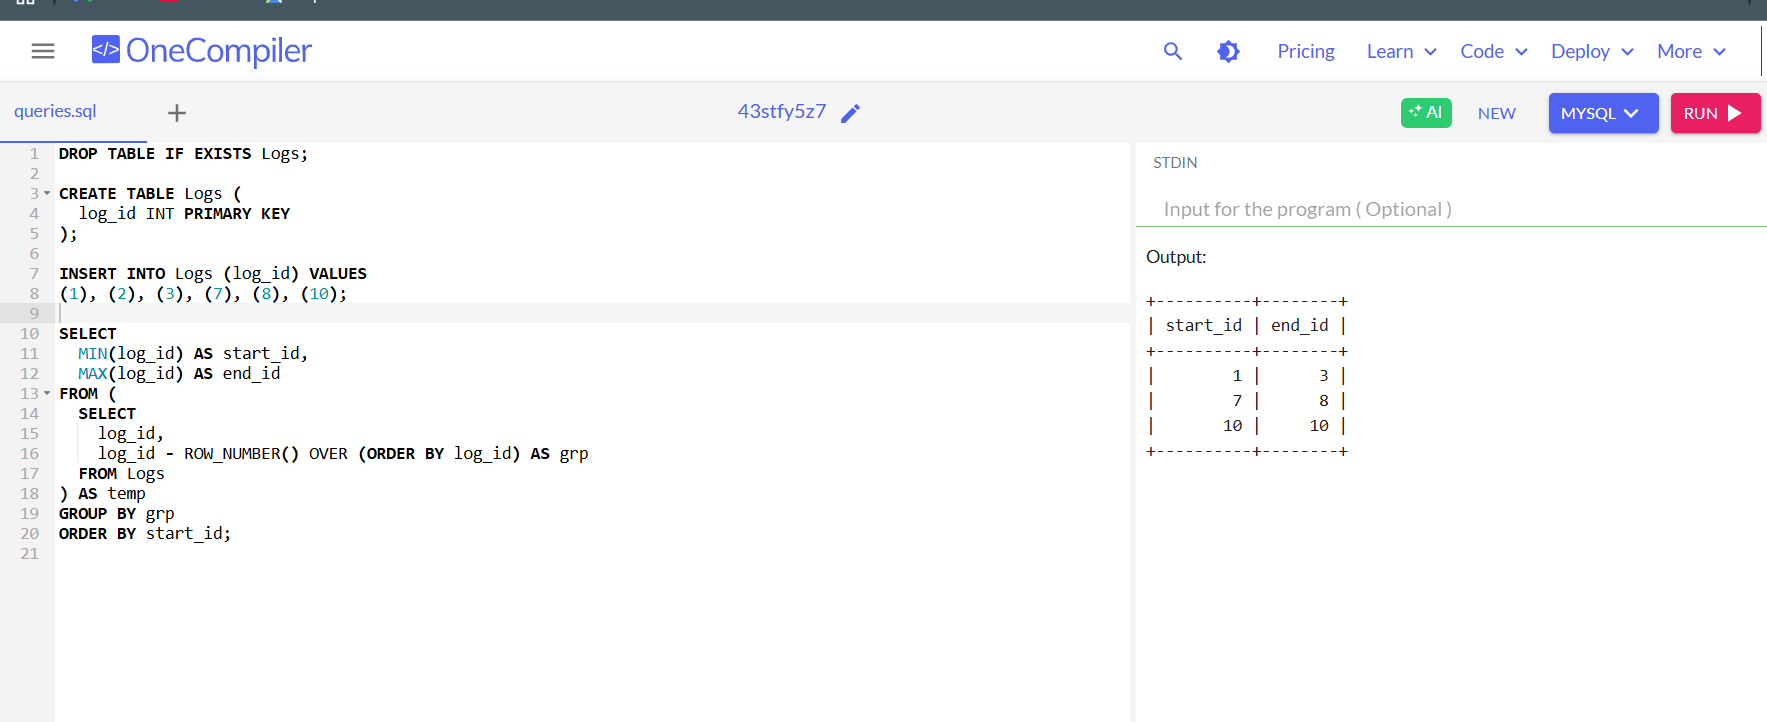 </> OneCompiler
Pricing
Learn
Code
Deploy
More
queries.sql
+
43stfy5z7
AI
NEW
MYSQL
RUN
1 DROP TABLE IF EXISTS Logs;
2
3 CREATE TABLE Logs (
4   log_id INT PRIMARY KEY
5 );
6
7 INSERT INTO Logs (log_id) VALUES
8 (1), (2), (3), (7), (8), (10);
9
10 SELECT
11   MIN(log_id) AS start_id,
12   MAX(log_id) AS end_id
13 FROM (
14   SELECT
15     log_id,
16     log_id - ROW_NUMBER() OVER (ORDER BY log_id) AS grp
17   FROM Logs
18 ) AS temp
19 GROUP BY grp
20 ORDER BY start_id;
21
STDIN
Input for the program ( Optional )
Output:
+----------+--------+
| start_id | end_id |
+----------+--------+
|        1 |      3 |
|        7 |      8 |
|       10 |     10 |
+----------+--------+